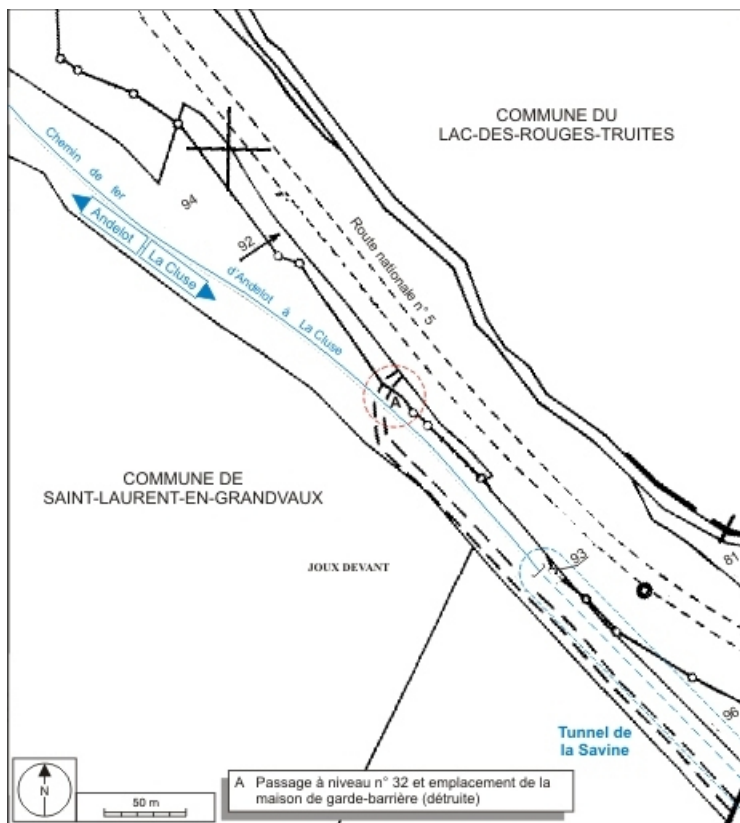 COMMUNE DU
LAC-DES-ROUGES-TRUITES
Chemin de fer
d'Andelot à La Cluse
94
Andelot
La Cluse
92
Route nationale n° 5
A
COMMUNE DE
SAINT-LAURENT-EN-GRANDVAUX
JOUX DEVANT
93
81
96
Tunnel de
la Savine
N
50 m
A Passage à niveau n° 32 et emplacement de la
maison de garde-barrière (détruite)